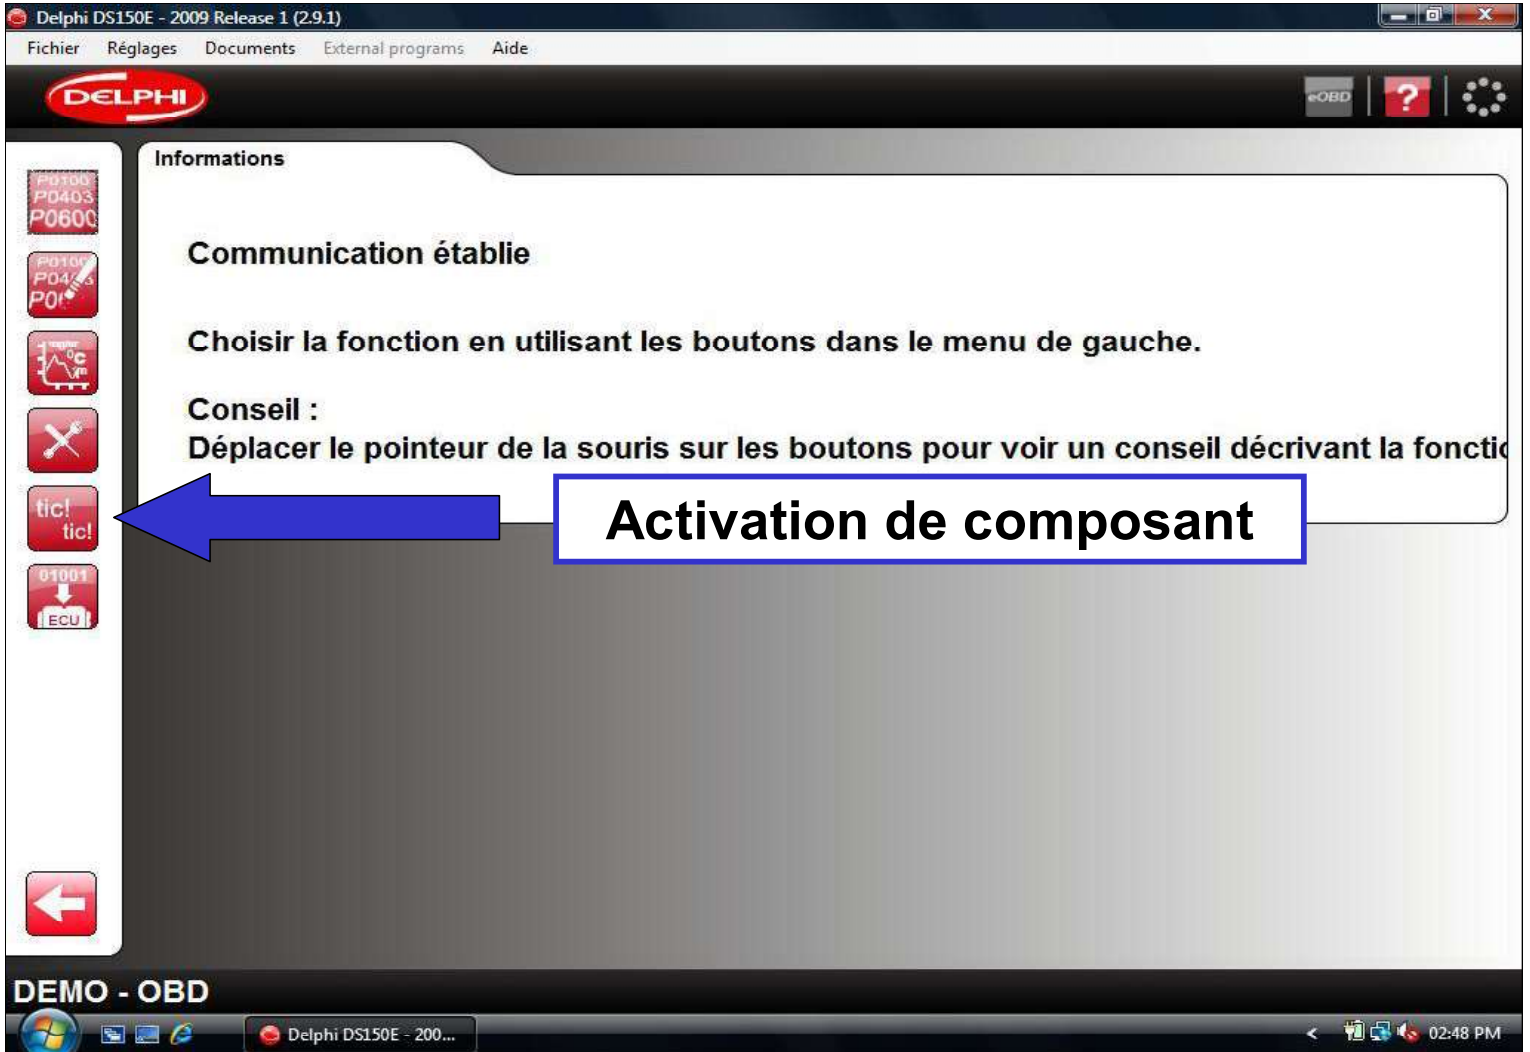 Delphi DS150E - 2009 Release 1 (2.9.1)
Fichier Réglages Documents External programs Aide
DELPHI
eOBD ?
Informations
P0100
P0403
P0600
Communication établie
P0100
Choisir la fonction en utilisant les boutons dans le menu de gauche.
°C
Conseil :
Déplacer le pointeur de la souris sur les boutons pour voir un conseil décrivant la fonctio
tic!
tic!
Activation de composant
01001
ECU
DEMO - OBD
Delphi DS150E - 200...
02:48 PM